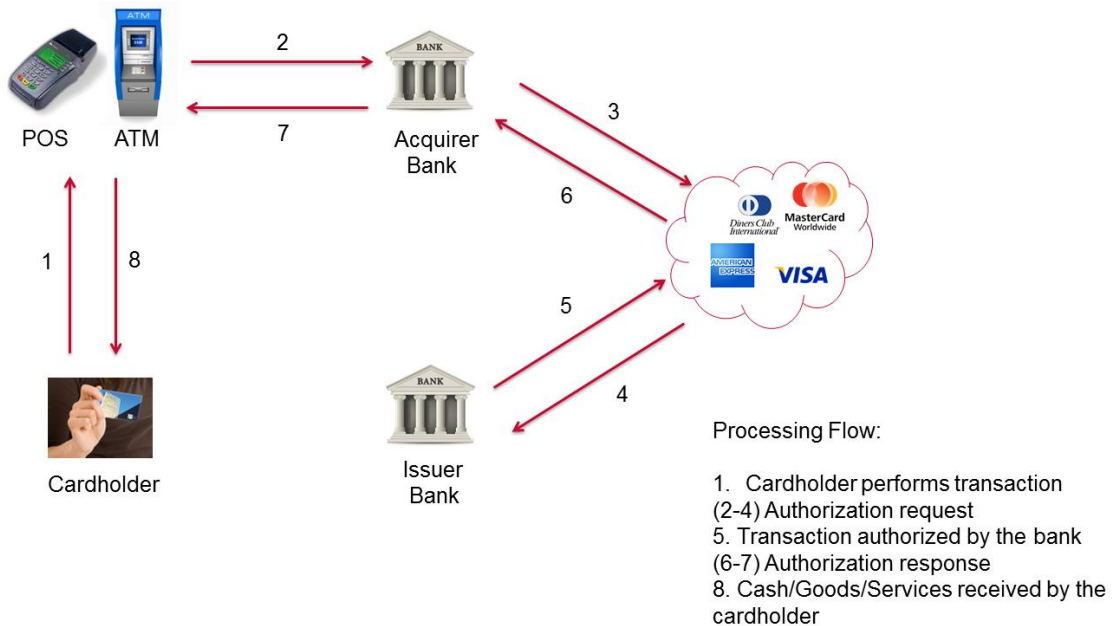 ATM
2
BANK
7
POS
ATM
Acquirer
Bank
3
6
Diners Club
International
MasterCard
Worldwide
AMERICAN
EXPRESS
VISA
1
8
5
BANK
4
Cardholder
Issuer
Bank
Processing Flow:
1. Cardholder performs transaction
(2-4) Authorization request
5. Transaction authorized by the bank
(6-7) Authorization response
8. Cash/Goods/Services received by the
cardholder